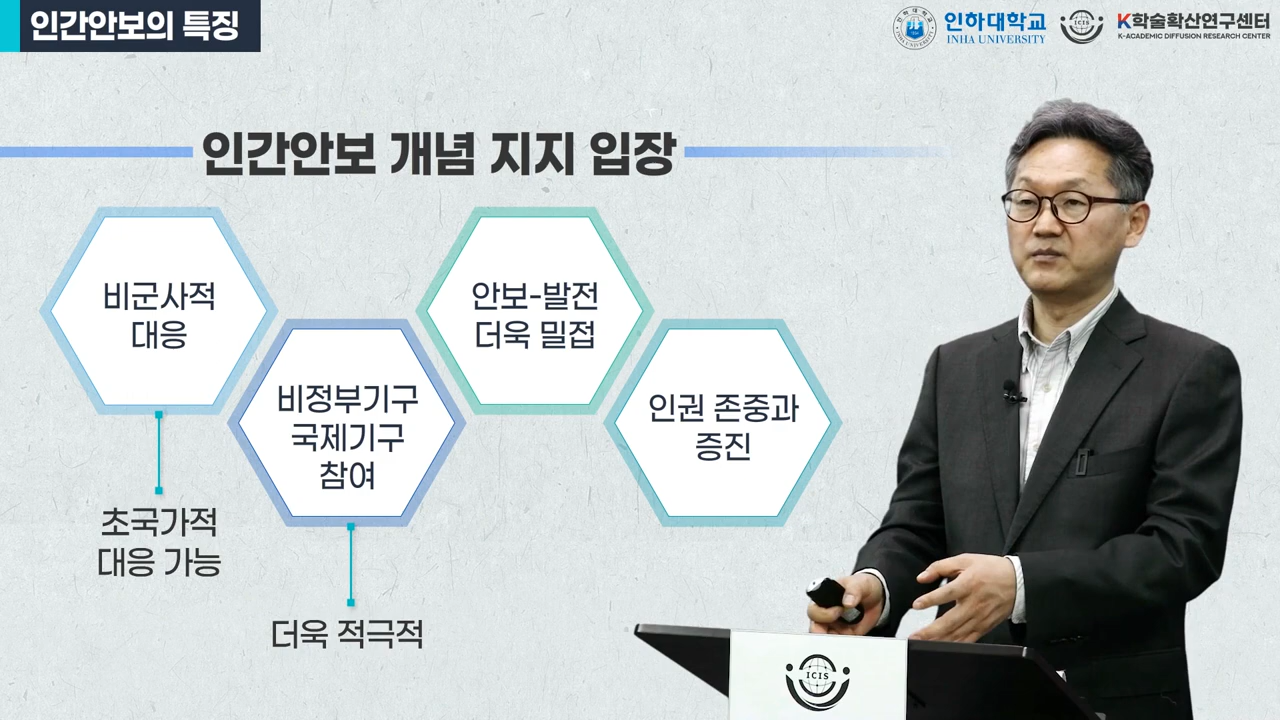 인간안보의 특징
인하대학교
INHA UNIVERSITY
ICIS
K학술확산연구센터
K-ACADEMIC DIFFUSION RESEARCH CENTER
인간안보 개념 지지 입장
비군사적
대응
초국가적
대응 가능
비정부기구
국제기구
참여
더욱 적극적
안보-발전
더욱 밀접
인권 존중과
증진
ICIS